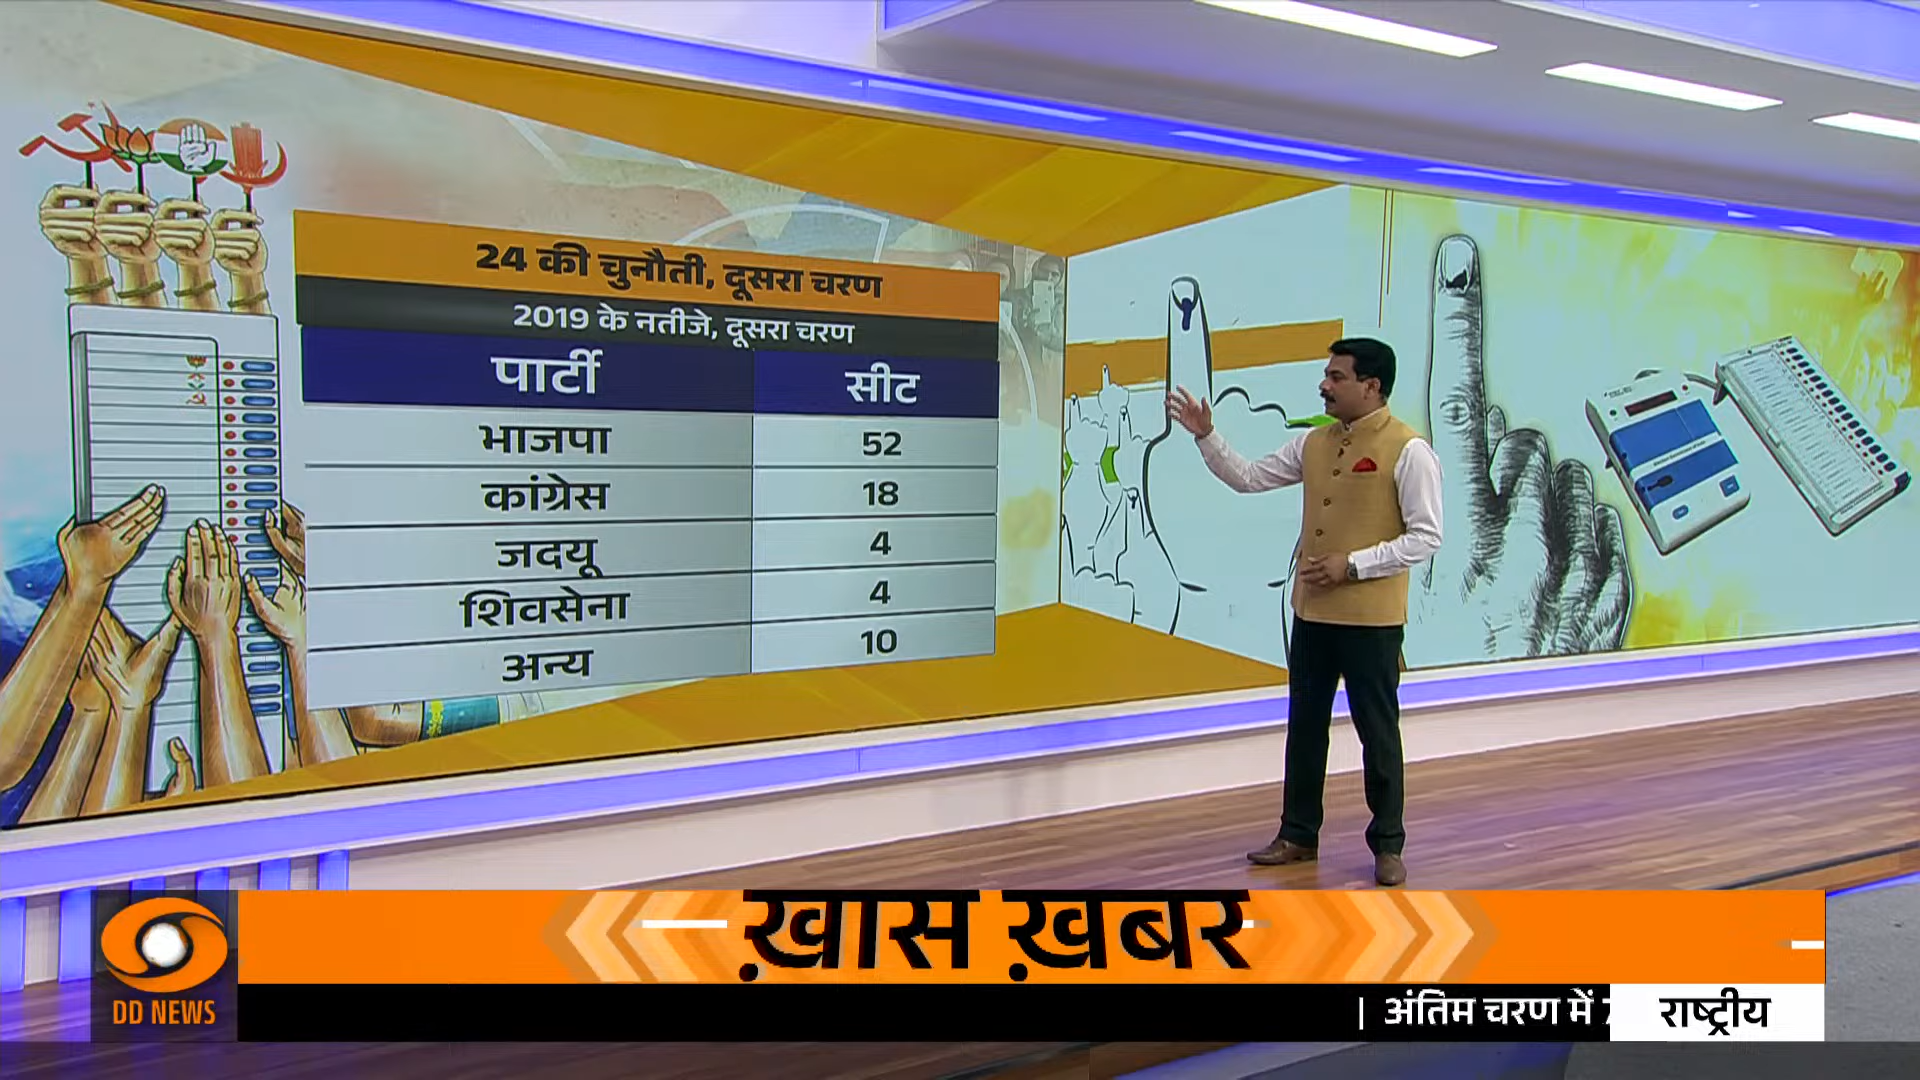 24 की चुनौती, दूसरा चरण
2019 के नतीजे, दूसरा चरण
पार्टी सीट
भाजपा 52
कांग्रेस 18
जदयू 4
शिवसेना 4
अन्य 10
ख़ास ख़बर
DD NEWS
| अंतिम चरण में
राष्ट्रीय